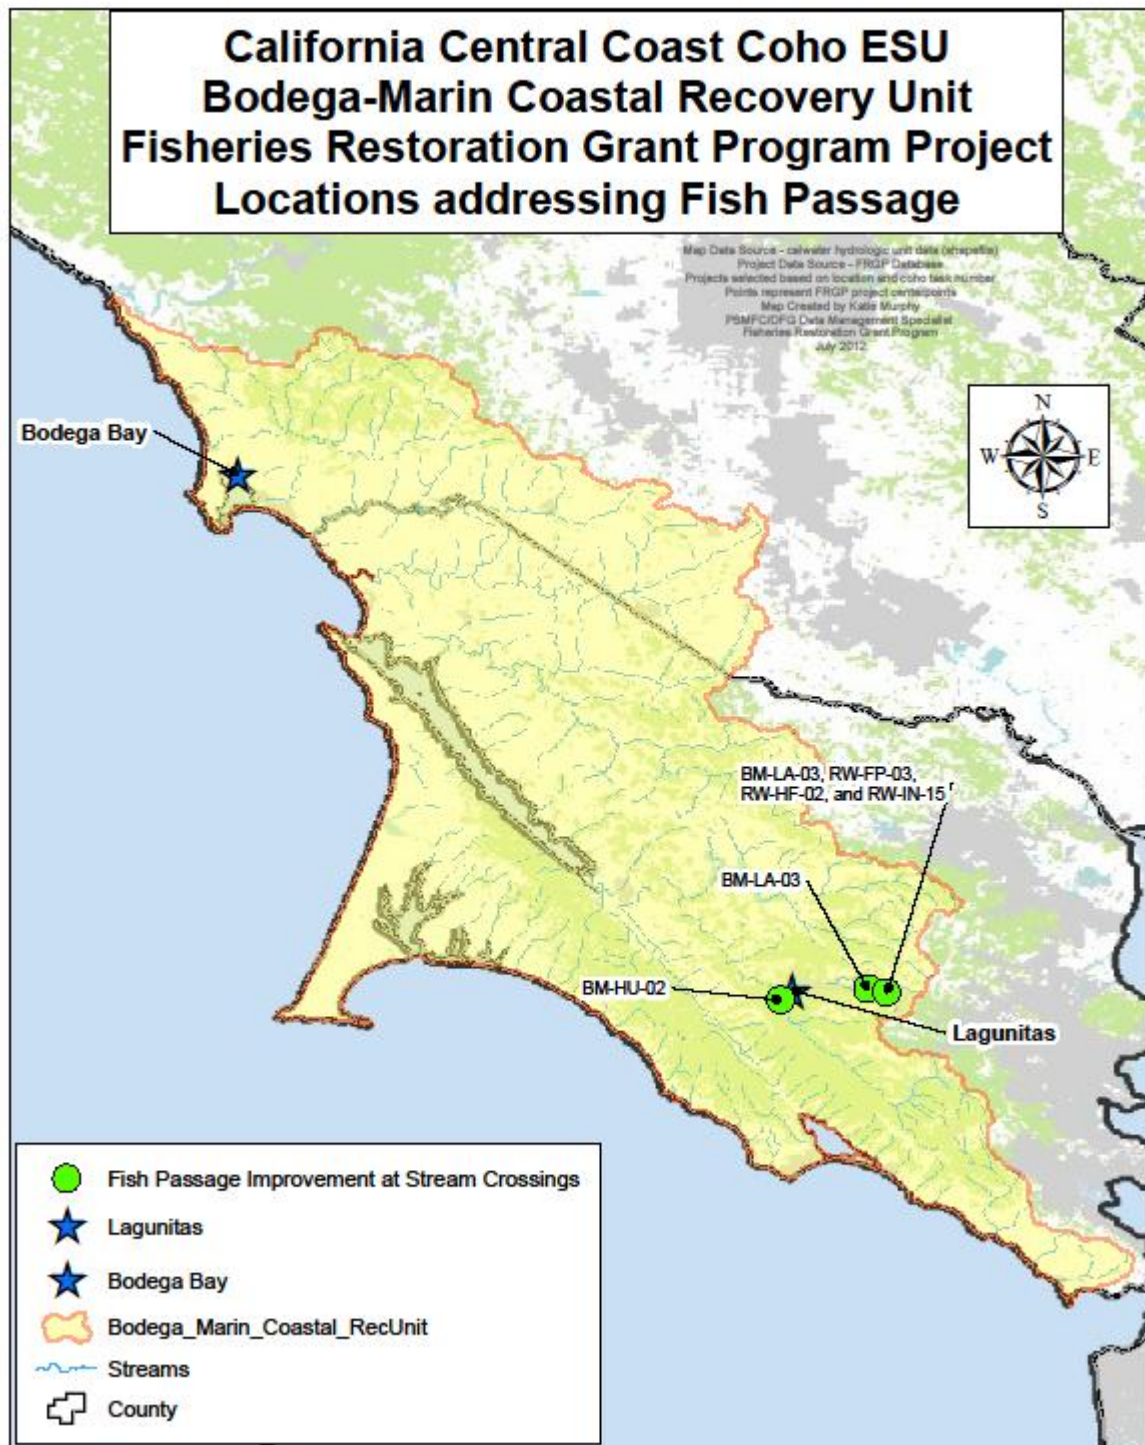 California Central Coast Coho ESU
Bodega-Marin Coastal Recovery Unit
Fisheries Restoration Grant Program Project
Locations addressing Fish Passage
Map Data Source - calwater hydrologic unit data (shapefile)
Project Data Source - FRGP Database
Projects selected based on location and coho task number
Points represent FRGP project centerpoints
Map Created by Katie Murphy
PSMFC/DFG Data Management Specialist
Fisheries Restoration Grant Program
July 2012
N
W E
S
Bodega Bay
BM-LA-03, RW-FP-03,
RW-HF-02, and RW-IN-15
BM-LA-03
BM-HU-02
Lagunitas
Fish Passage Improvement at Stream Crossings
Lagunitas
Bodega Bay
Bodega_Marin_Coastal_RecUnit
Streams
County